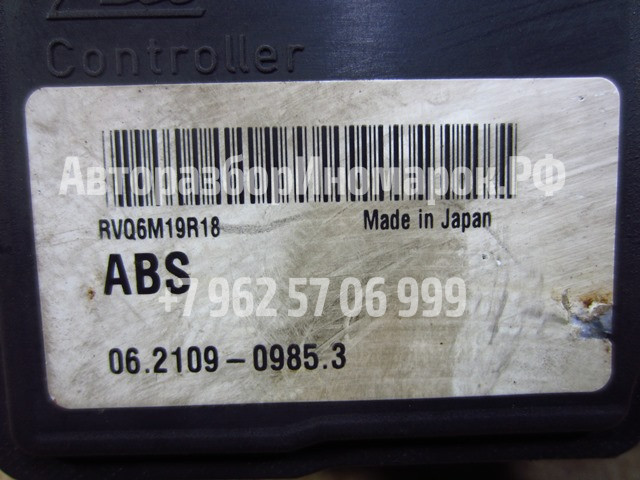 Controller
АвторазборИномарок.РФ
RVQ6M19R18
Made in Japan
ABS
+7 962 57 06 999
06.2109-0985.3